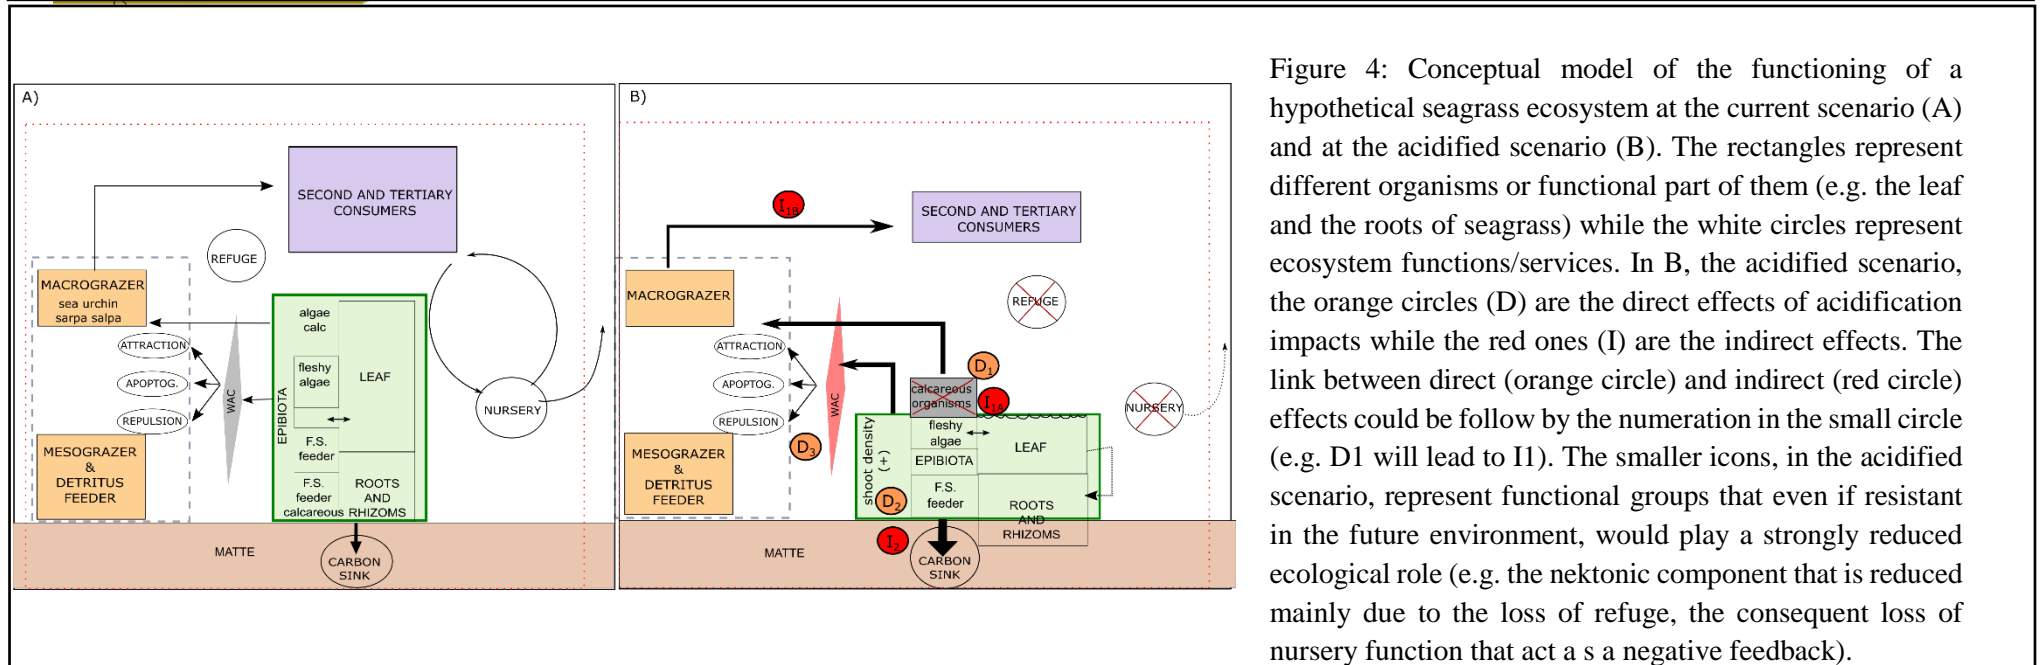 A)
SECOND AND TERTIARY
CONSUMERS
REFUGE
MACROGRAZER
sea urchin
sarpa salpa
ATTRACTION
APOPTOG.
REPULSION
WAC
MESOGRAZER
&
DETRITUS
FEEDER
EPIBIOTA
algae
calc
fleshy
algae
F.S.
feeder
F.S.
feeder
calcareous
LEAF
ROOTS
AND
RHIZOMS
NURSERY
MATTE
CARBON
SINK
B)
I1B
SECOND AND TERTIARY
CONSUMERS
MACROGRAZER
REFUGE
ATTRACTION
APOPTOG.
REPULSION
WAC
D3
MESOGRAZER
&
DETRITUS
FEEDER
D1
calcareous
organisms
I1A
NURSERY
shoot density
(+)
fleshy
algae
EPIBIOTA
F.S.
feeder
LEAF
ROOTS
AND
RHIZOMS
D2
I2
MATTE
CARBON
SINK
Figure 4: Conceptual model of the functioning of a
hypothetical seagrass ecosystem at the current scenario (A)
and at the acidified scenario (B). The rectangles represent
different organisms or functional part of them (e.g. the leaf
and the roots of seagrass) while the white circles represent
ecosystem functions/services. In B, the acidified scenario,
the orange circles (D) are the direct effects of acidification
impacts while the red ones (I) are the indirect effects. The
link between direct (orange circle) and indirect (red circle)
effects could be follow by the numeration in the small circle
(e.g. D1 will lead to I1). The smaller icons, in the acidified
scenario, represent functional groups that even if resistant
in the future environment, would play a strongly reduced
ecological role (e.g. the nektonic component that is reduced
mainly due to the loss of refuge, the consequent loss of
nursery function that act a s a negative feedback).